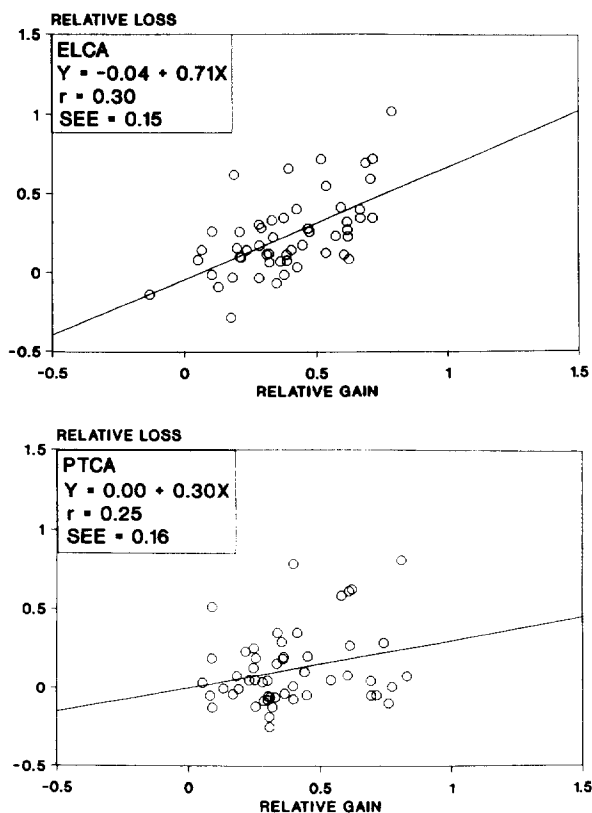 RELATIVE LOSS
1.5
ELCA
Y = -0.04 + 0.71X
r = 0.30
SEE = 0.15
1
0.5
0
-0.5
-0.5 0 0.5 1 1.5
RELATIVE GAIN
RELATIVE LOSS
1.5
PTCA
Y = 0.00 + 0.30X
r = 0.25
SEE = 0.16
1
0.5
0
-0.5
-0.5 0 0.5 1 1.5
RELATIVE GAIN